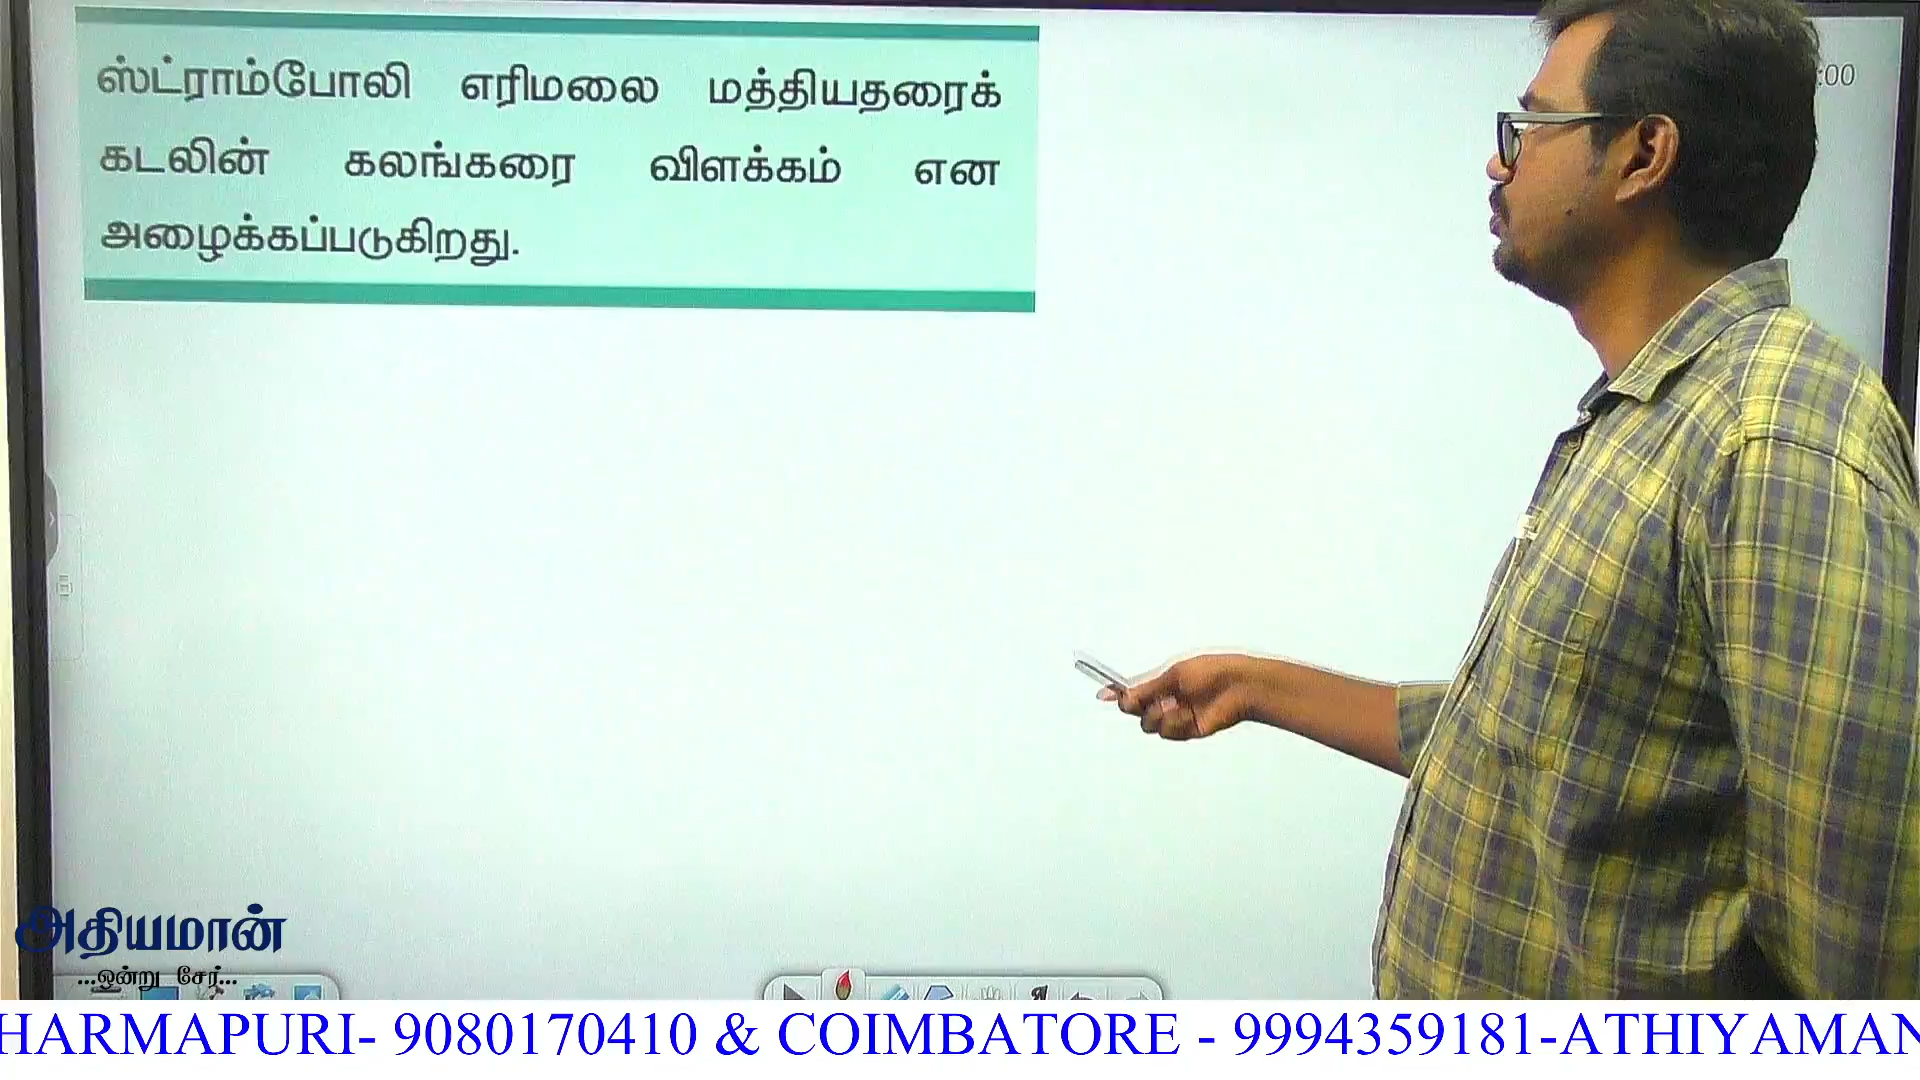 ஸ்ட்ராம்போலி எரிமலை மத்தியதரைக்
கடலின் கலங்கரை விளக்கம் என
அழைக்கப்படுகிறது.
:00
அதியமான்
...ஒன்று சேர்...
HARMAPURI- 9080170410 & COIMBATORE - 9994359181-ATHIYAMAN